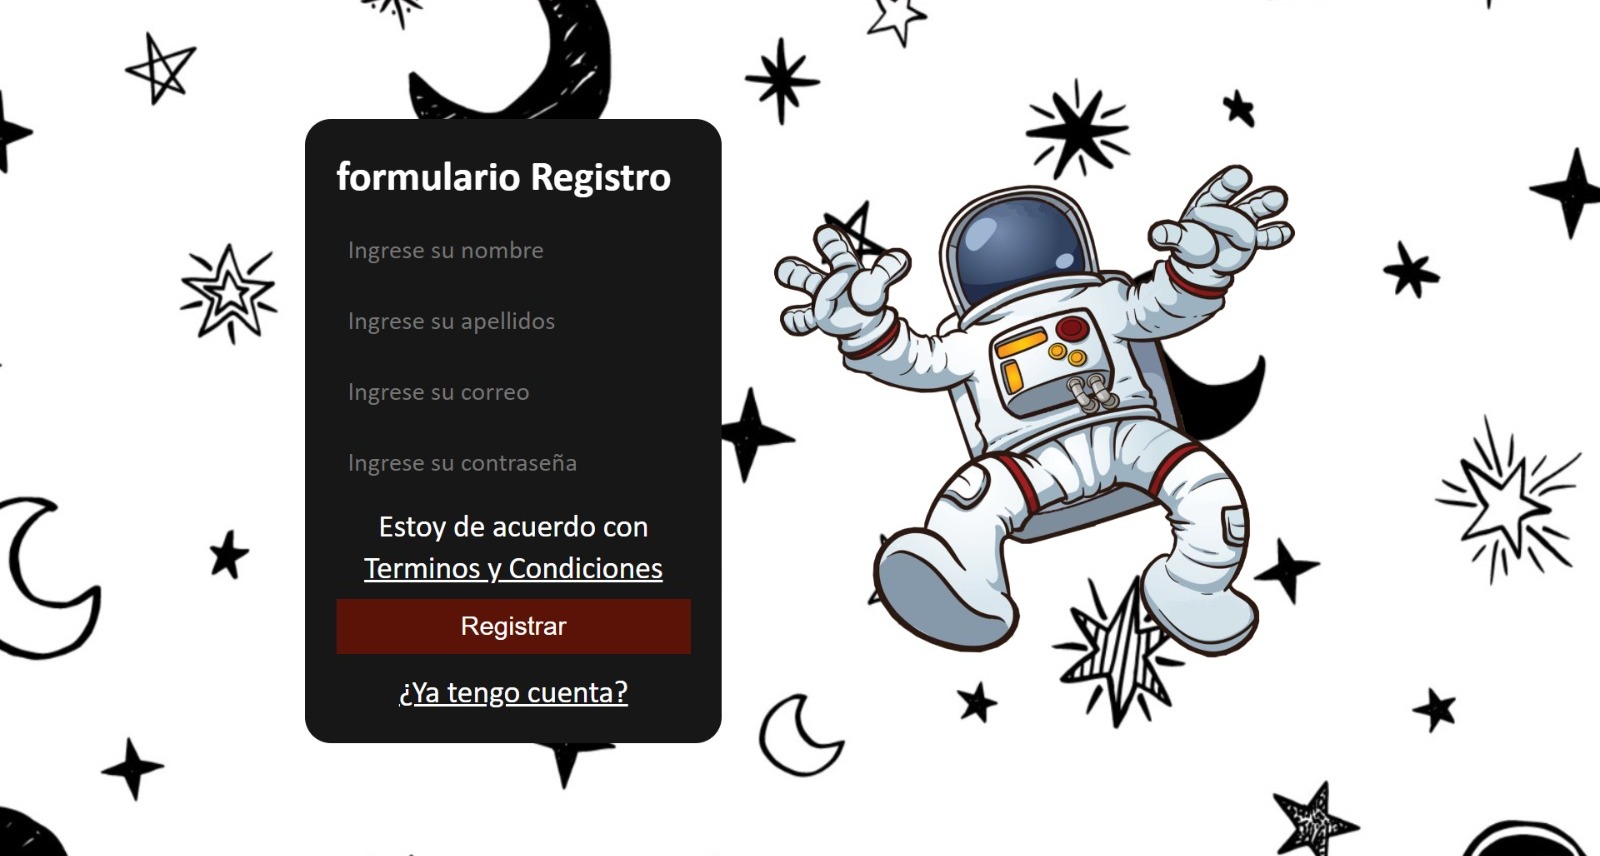 formulario Registro
Ingrese su nombre
Ingrese su apellidos
Ingrese su correo
Ingrese su contraseña
Estoy de acuerdo con
Terminos y Condiciones
Registrar
¿Ya tengo cuenta?